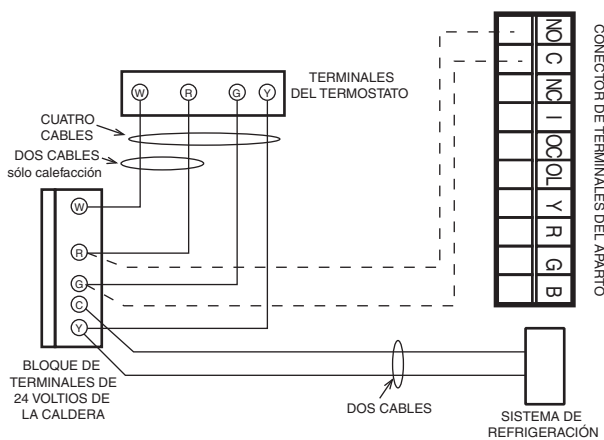 TERMINALES
DEL TERMOSTATO
W
R
G
Y
CUATRO
CABLES
DOS CABLES
sólo calefacción
W
R
G
C
Y
BLOQUE DE
TERMINALES DE
24 VOLTIOS DE
LA CALDERA
DOS CABLES
SISTEMA DE
REFRIGERACIÓN
NO
C
NC
I
OC
OL
Y
R
G
B
CONECTOR DE TERMINALES DEL APARTO